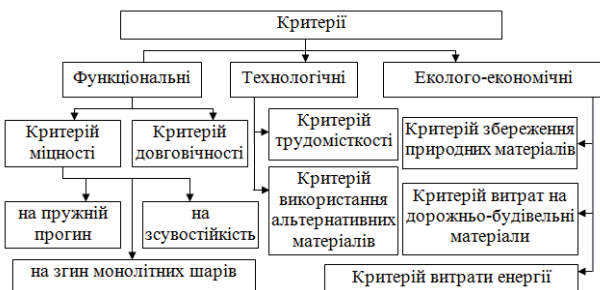 Критерії
Функціональні
Технологічні
Еколого-економічні
Критерій
міцності
Критерій
довговічності
Критерій
трудомісткості
Критерій збереження
природних матеріалів
Критерій
використання
альтернативних
матеріалів
Критерій витрат на
дорожньо-будівельні
матеріали
на пружній
прогин
на
зсувостійкість
на згин монолітних шарів
Критерій витрати енергії